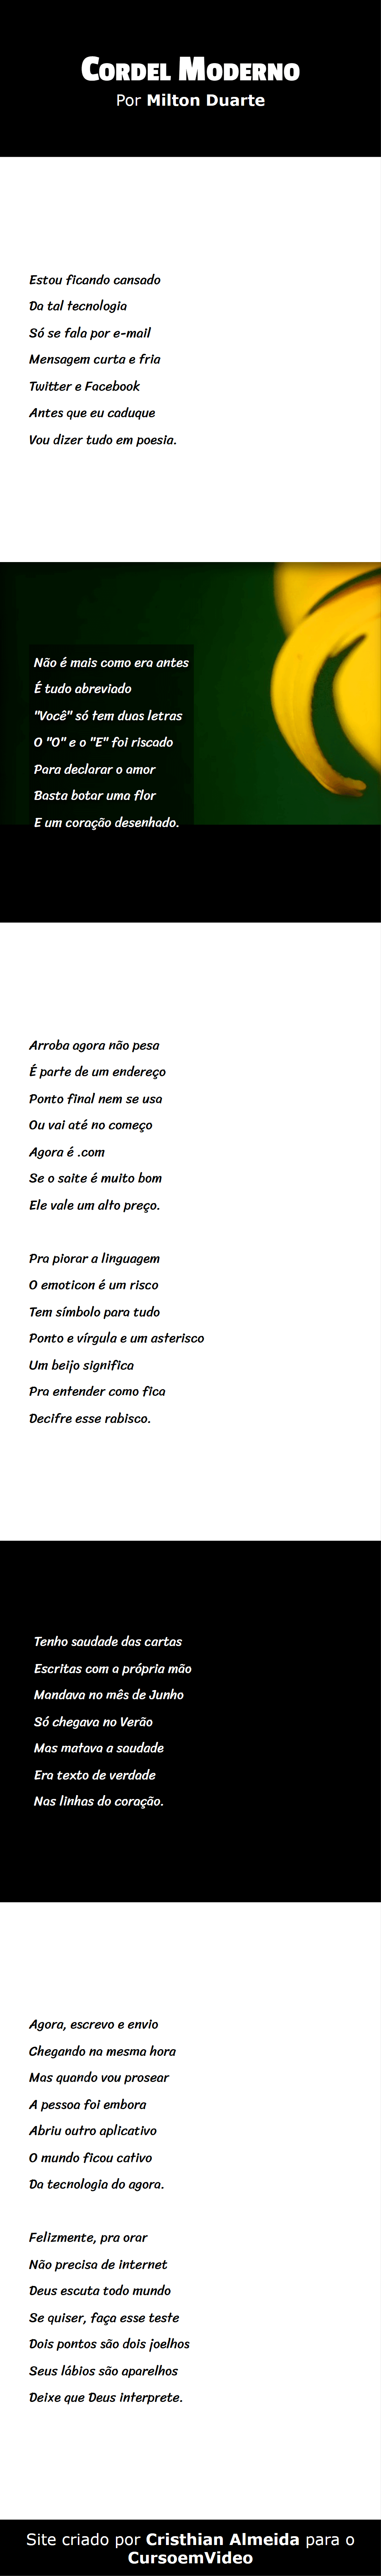 Cordel Moderno
Por Milton Duarte
Estou ficando cansado
Da tal tecnologia
Só se fala por e-mail
Mensagem curta e fria
Twitter e Facebook
Antes que eu caduque
Vou dizer tudo em poesia.
Não é mais como era antes
É tudo abreviado
"Você" só tem duas letras
O "O" e o "E" foi riscado
Para declarar o amor
Basta botar uma flor
E um coração desenhado.
Arroba agora não pesa
É parte de um endereço
Ponto final nem se usa
Ou vai até no começo
Agora é .com
Se o saite é muito bom
Ele vale um alto preço.
Pra piorar a linguagem
O emoticon é um risco
Tem símbolo para tudo
Ponto e vírgula e um asterisco
Um beijo significa
Pra entender como fica
Decifre esse rabisco.
Tenho saudade das cartas
Escritas com a própria mão
Mandava no mês de Junho
Só chegava no Verão
Mas matava a saudade
Era texto de verdade
Nas linhas do coração.
Agora, escrevo e envio
Chegando na mesma hora
Mas quando vou prosear
A pessoa foi embora
Abriu outro aplicativo
O mundo ficou cativo
Da tecnologia do agora.
Felizmente, pra orar
Não precisa de internet
Deus escuta todo mundo
Se quiser, faça esse teste
Dois pontos são dois joelhos
Seus lábios são aparelhos
Deixe que Deus interprete.
Site criado por Cristhian Almeida para o
CursoemVideo